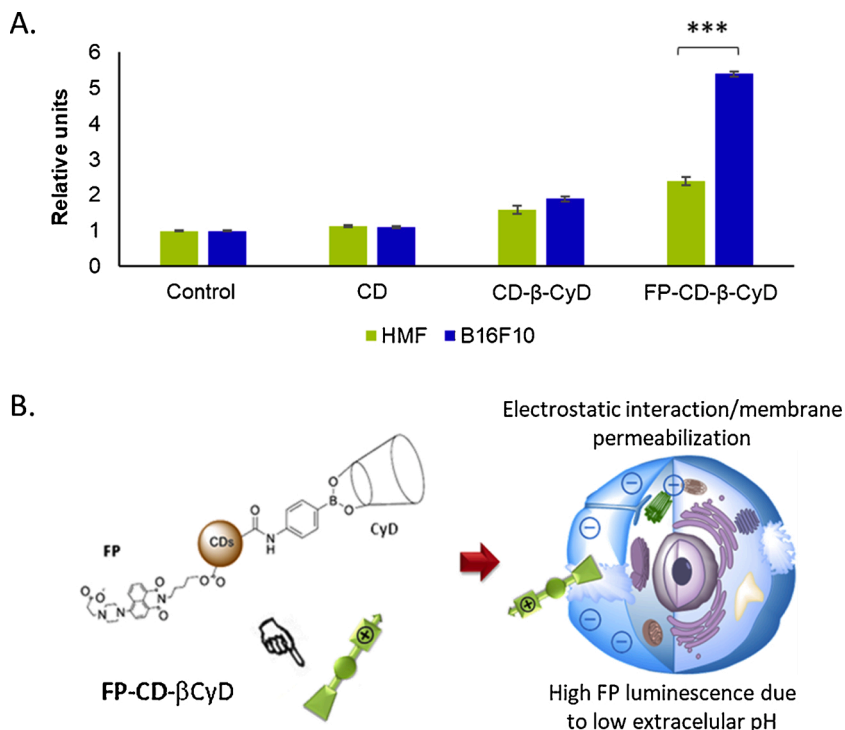 A.
***
6
5
4
3
2
1
0
Relative units
Control CD CD-β-CyD FP-CD-β-CyD
HMF B16F10
B.
Electrostatic interaction/membrane
permeabilization
FP
CDs
O
N
H
B
O
O
CyD
O
O
O
N
N
N
O
O
O
FP-CD-βCyD
+
+
High FP luminescence due
to low extracelular pH